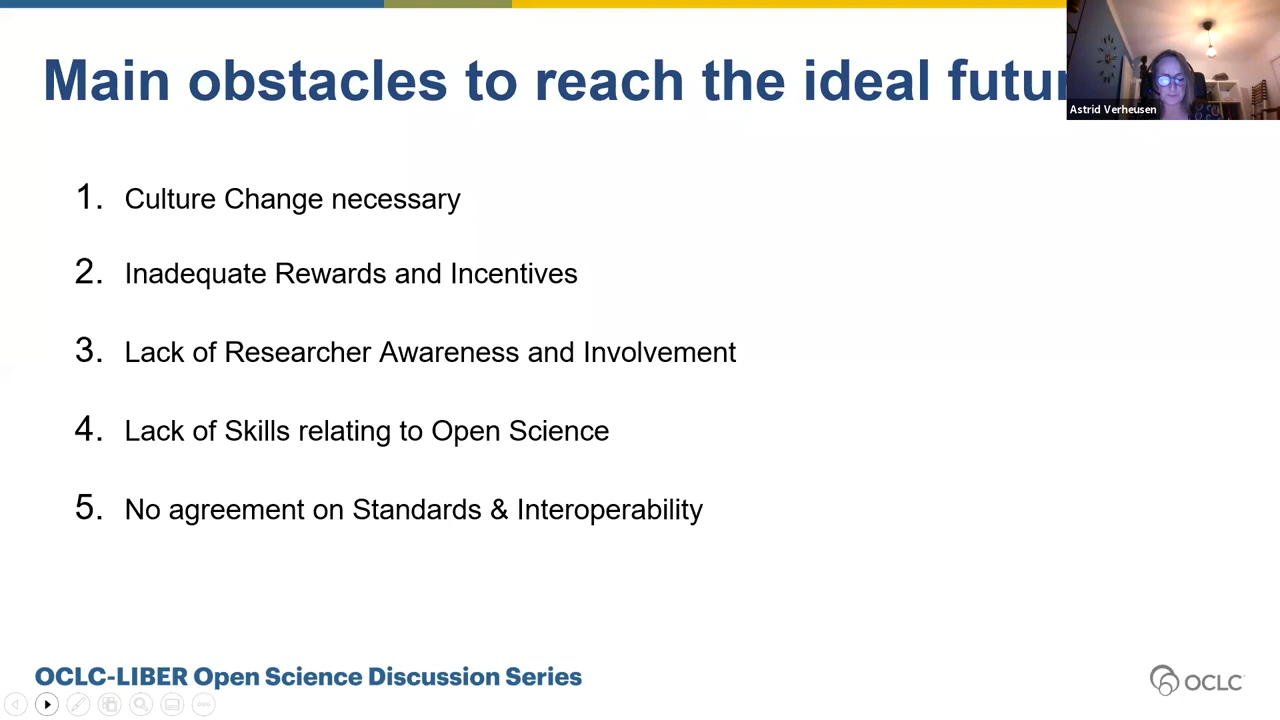 Main obstacles to reach the ideal futur
Astrid Verheusen
1. Culture Change necessary
2. Inadequate Rewards and Incentives
3. Lack of Researcher Awareness and Involvement
4. Lack of Skills relating to Open Science
5. No agreement on Standards & Interoperability
OCLC-LIBER Open Science Discussion Series
OCLC